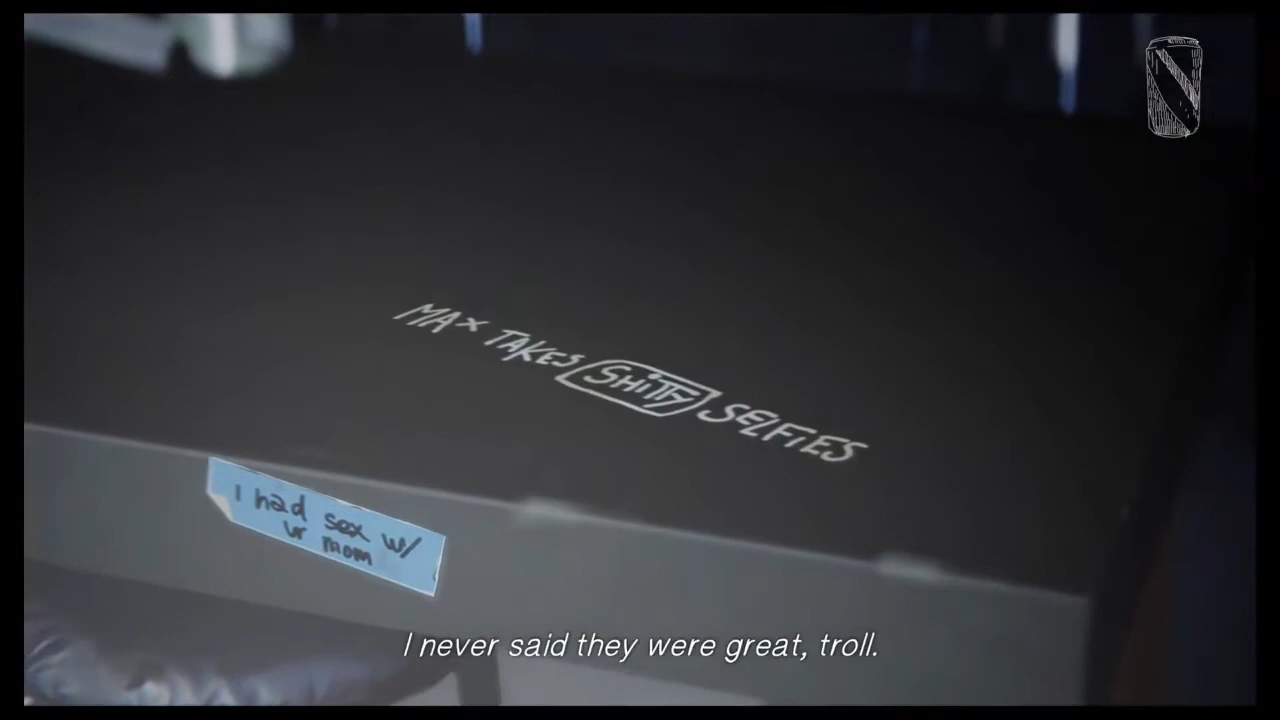 MAX TAKES SHITTY SELFIES
I had sex w/
ur mom
I never said they were great, troll.